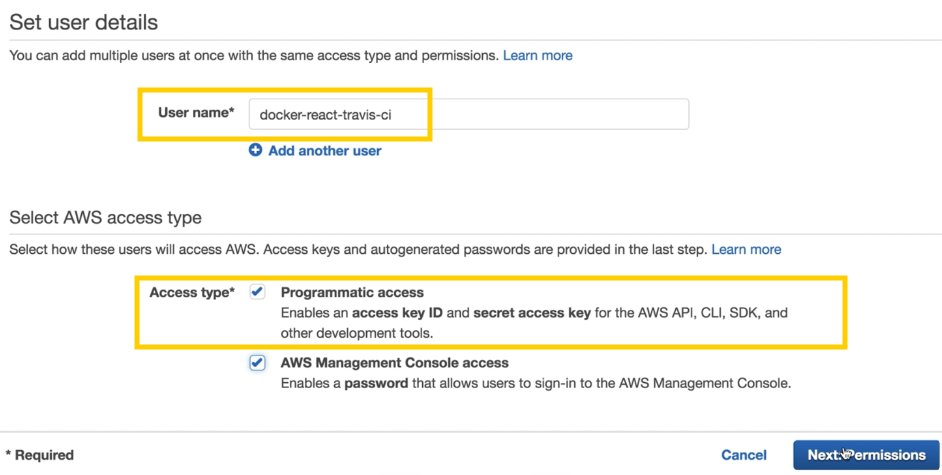 Set user details
You can add multiple users at once with the same access type and permissions. Learn more
User name* docker-react-travis-ci
Add another user
Select AWS access type
Select how these users will access AWS. Access keys and autogenerated passwords are provided in the last step. Learn more
Access type* Programmatic access
Enables an access key ID and secret access key for the AWS API, CLI, SDK, and
other development tools.
AWS Management Console access
Enables a password that allows users to sign-in to the AWS Management Console.
* Required Cancel Next: Permissions